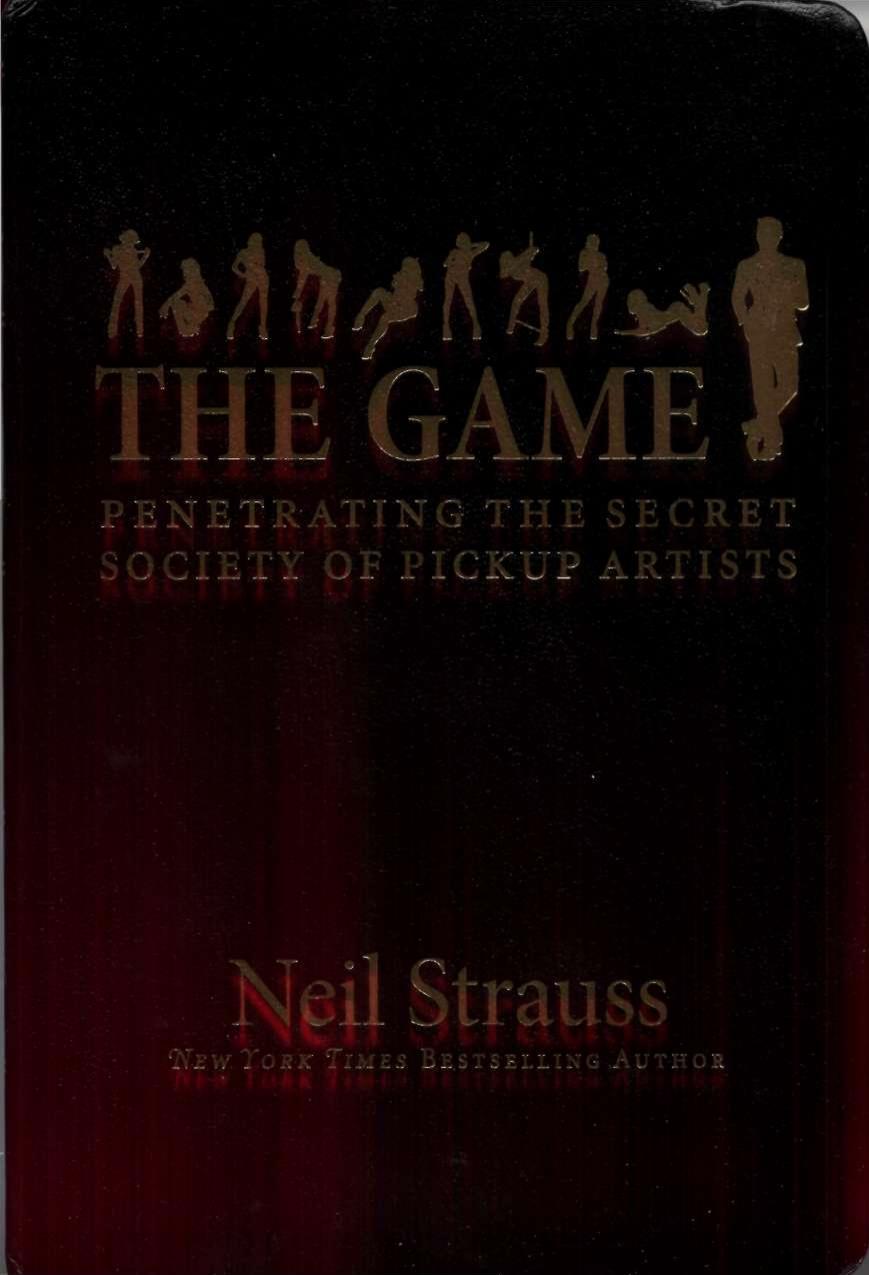 THE GAME
PENETRATING THE SECRET
SOCIETY OF PICKUP ARTISTS
Neil Strauss
NEW YORK TIMES BESTSELLING AUTHOR